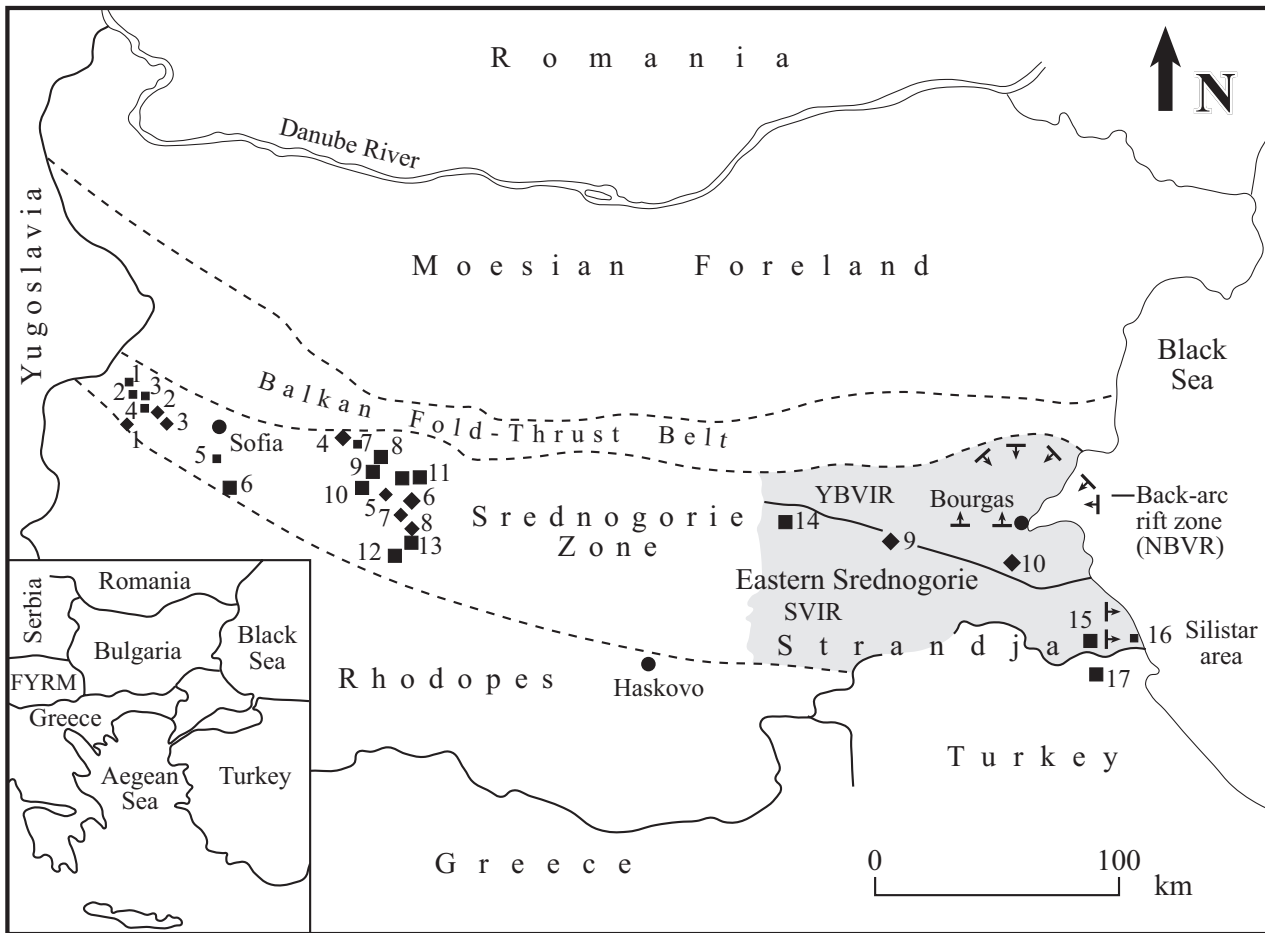 Romania
N
Danube River
Yugoslavia
Moesian Foreland
Black
Sea
Balkan Fold-Thrust Belt
1
2
3
2
4
3
1
Sofia
5
6
4
7
8
9
11
10
5
6
7
8
12
13
Srednogorie
Zone
YBVIR
Bourgas
Back-arc
rift zone
(NBVR)
14
9
10
Eastern Srednogorie
SVIR
Strandja
15
16
Silistar
area
17
Rhodopes
Haskovo
Turkey
Greece
0
100
km
Serbia
Romania
Bulgaria
Black
Sea
FYRM
Greece
Aegean
Sea
Turkey